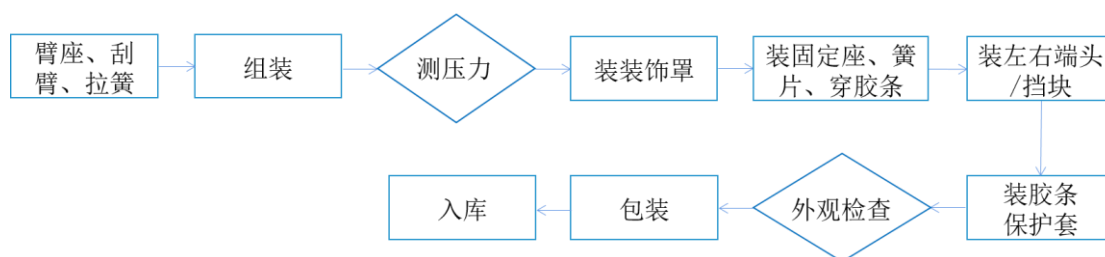 臂座、刮
臂、拉簧
组装
测压力
装装饰罩
装固定座、簧
片、穿胶条
装左右端头
/挡块
装胶条
保护套
外观检查
包装
入库